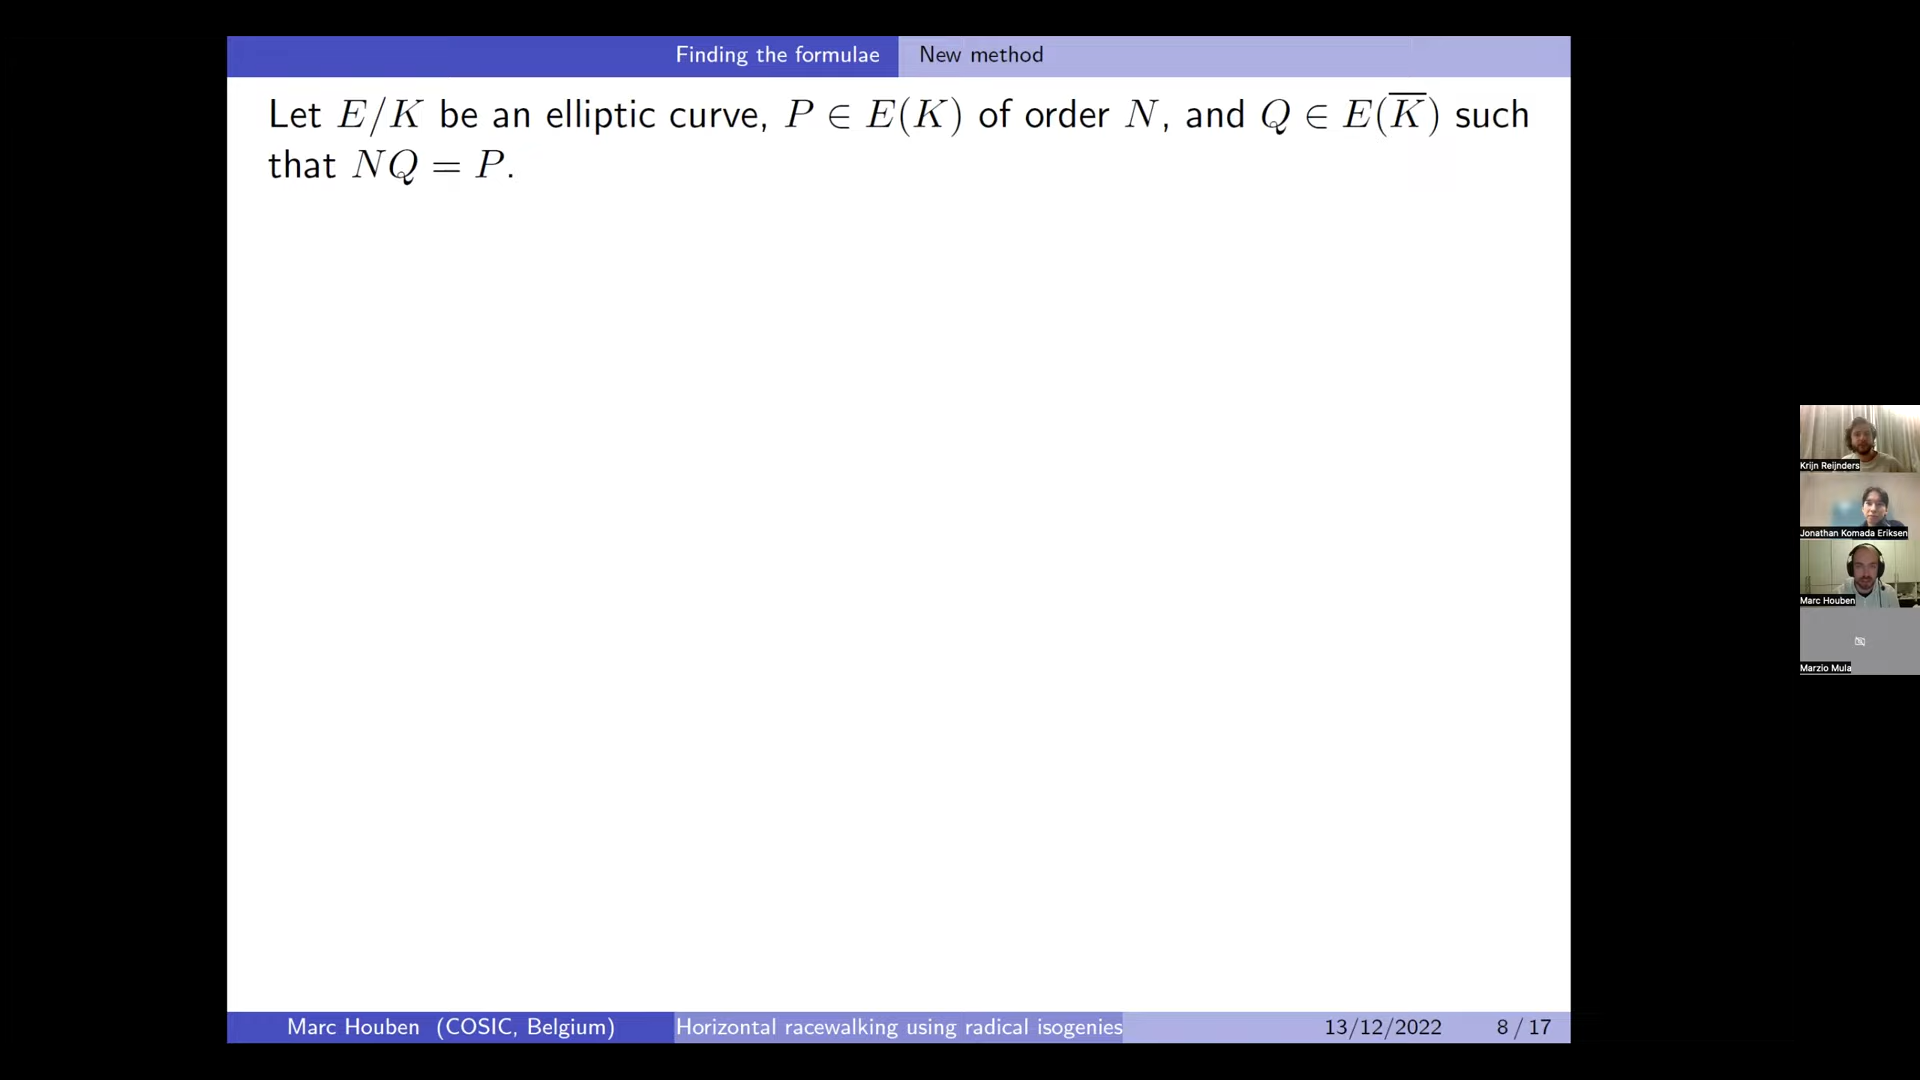 Finding the formulae New method
Let E/K be an elliptic curve, P ∈ E(K) of order N, and Q ∈ E(K̅) such
that NQ = P.
Krijn Reijnders
Jonathan Komada Eriksen
Marc Houben
Marzio Mula
Marc Houben (COSIC, Belgium) Horizontal racewalking using radical isogenies 13/12/2022 8 / 17